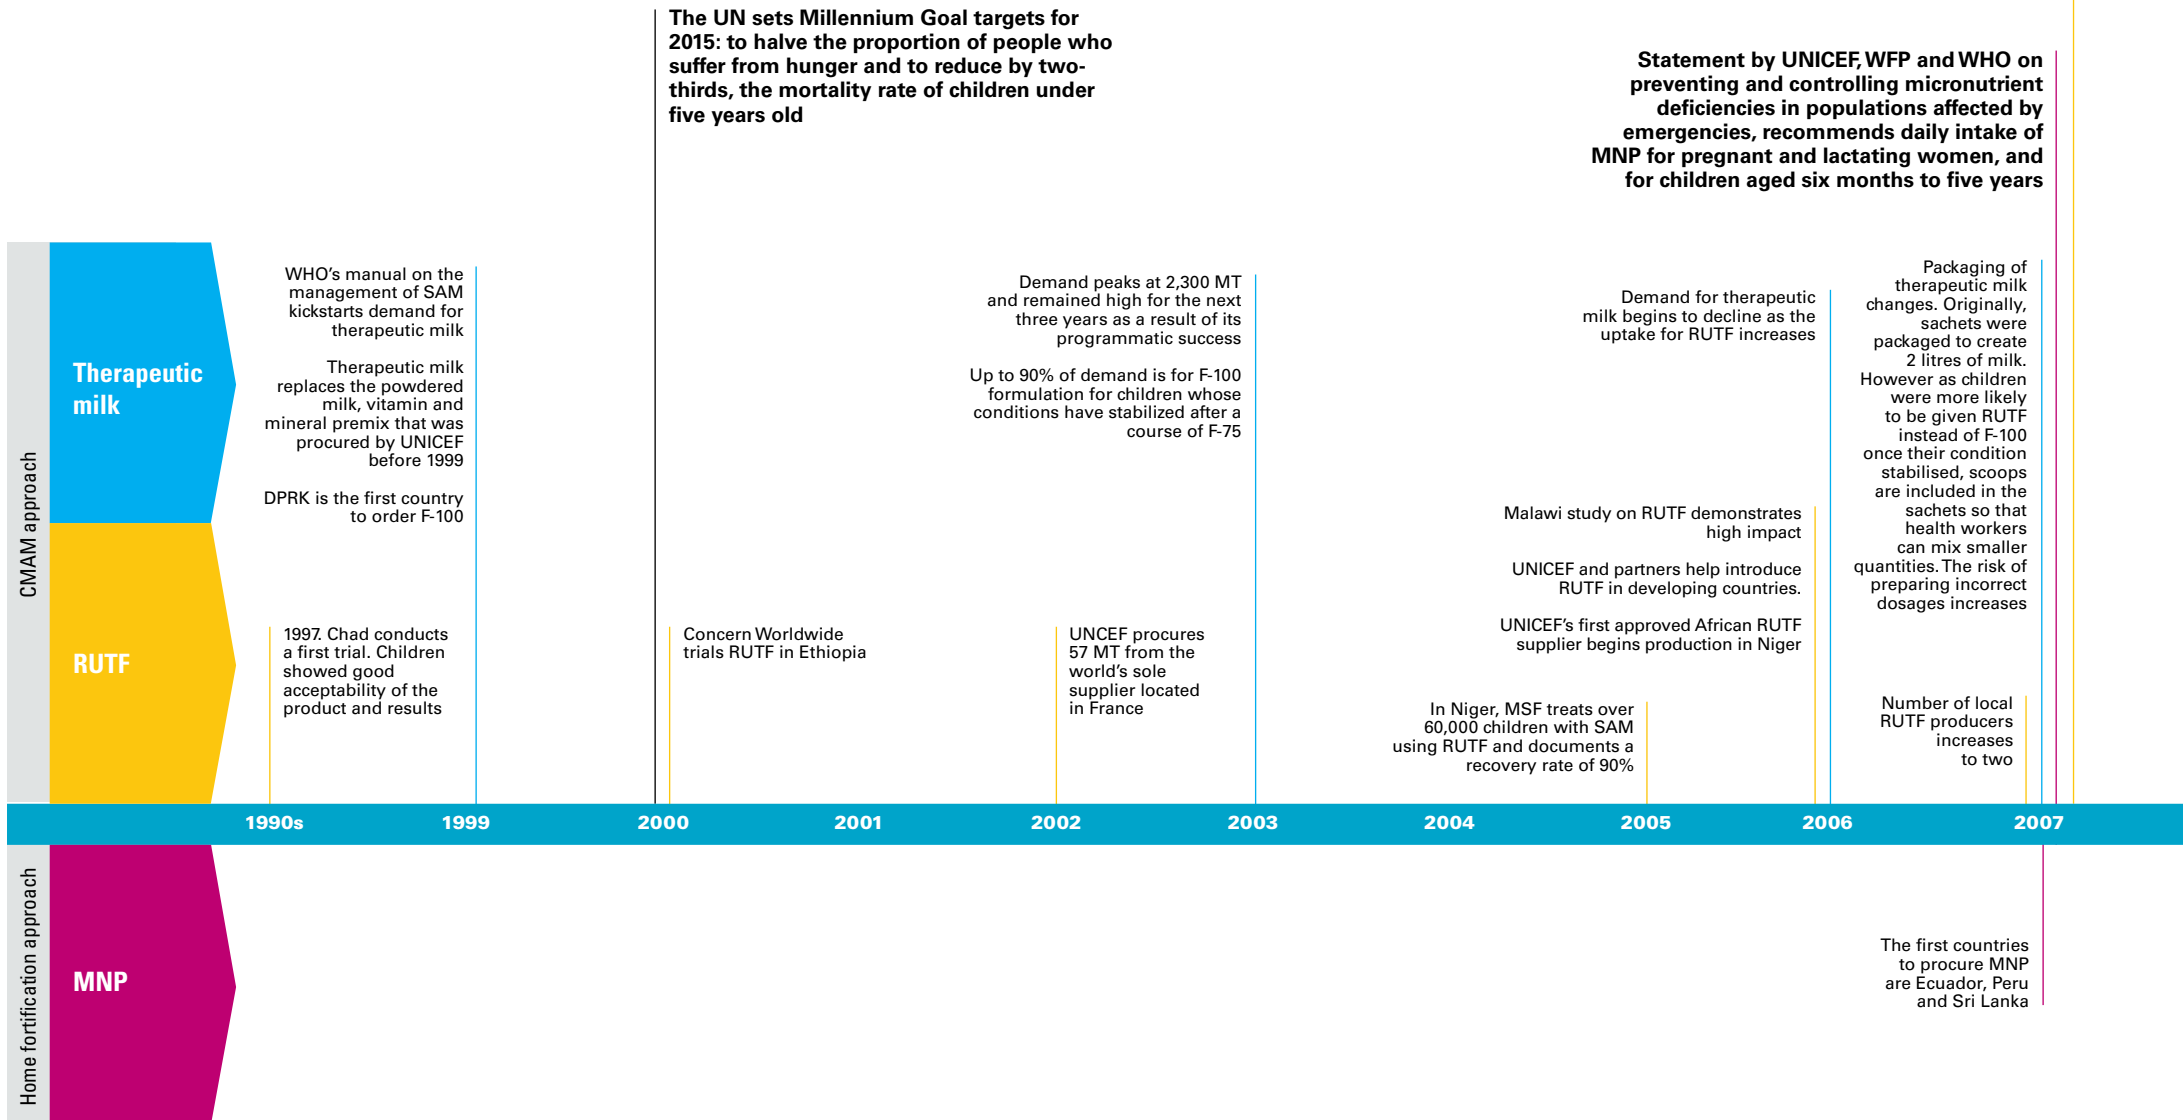 The UN sets Millennium Goal targets for
2015: to halve the proportion of people who
suffer from hunger and to reduce by two-
thirds, the mortality rate of children under
five years old
Statement by UNICEF, WFP and WHO on
preventing and controlling micronutrient
deficiencies in populations affected by
emergencies, recommends daily intake of
MNP for pregnant and lactating women, and
for children aged six months to five years
CMAM approach
Therapeutic
milk
WHO's manual on the
management of SAM
kickstarts demand for
therapeutic milk
Therapeutic milk
replaces the powdered
milk, vitamin and
mineral premix that was
procured by UNICEF
before 1999
DPRK is the first country
to order F-100
Demand peaks at 2,300 MT
and remained high for the next
three years as a result of its
programmatic success
Up to 90% of demand is for F-100
formulation for children whose
conditions have stabilized after a
course of F-75
Demand for therapeutic
milk begins to decline as the
uptake for RUTF increases
Packaging of
therapeutic milk
changes. Originally,
sachets were
packaged to create
2 litres of milk.
However as children
were more likely
to be given RUTF
instead of F-100
once their condition
stabilised, scoops
are included in the
sachets so that
health workers
can mix smaller
quantities. The risk of
preparing incorrect
dosages increases
RUTF
1997. Chad conducts
a first trial. Children
showed good
acceptability of the
product and results
Concern Worldwide
trials RUTF in Ethiopia
UNCEF procures
57 MT from the
world's sole
supplier located
in France
In Niger, MSF treats over
60,000 children with SAM
using RUTF and documents a
recovery rate of 90%
Malawi study on RUTF demonstrates
high impact
UNICEF and partners help introduce
RUTF in developing countries.
UNICEF's first approved African RUTF
supplier begins production in Niger
Number of local
RUTF producers
increases
to two
1990s
1999
2000
2001
2002
2003
2004
2005
2006
2007
Home fortification approach
MNP
The first countries
to procure MNP
are Ecuador, Peru
and Sri Lanka